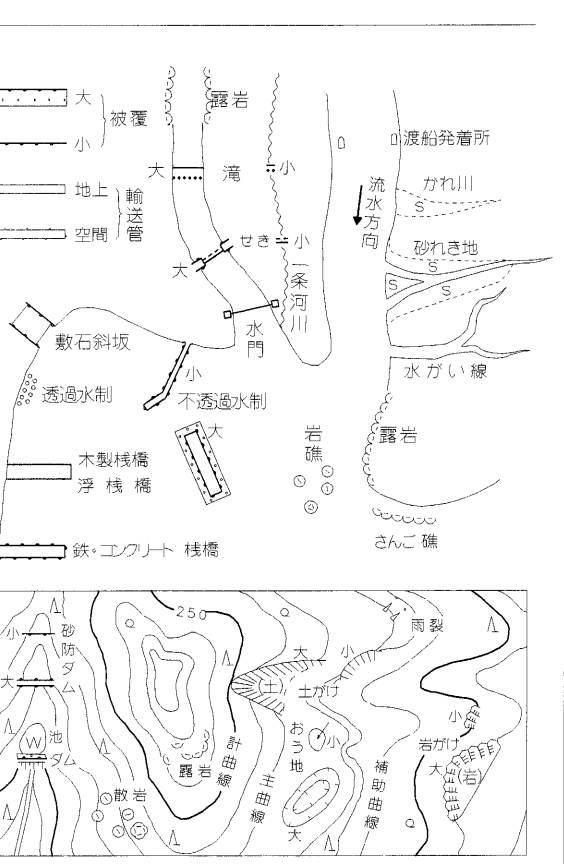 大
被覆
小
地上
輸送管
空間
露岩
大
滝
小
せき
小
大
一条河川
水門
渡船発着所
流水方向
かれ川
S
砂れき地
S
S
S
水がい線
露岩
さんご礁
岩礁
敷石斜坂
透過水制
小
不透過水制
大
木製桟橋
浮桟橋
鉄・コンクリート桟橋
小
砂防ダム
大
W
池
ダム
250
Q
Q
雨裂
大
小
(土)
土がけ
おう地
小
大
小
岩がけ
大
(岩)
露岩
散岩
計曲線
主曲線
補助曲線
Q